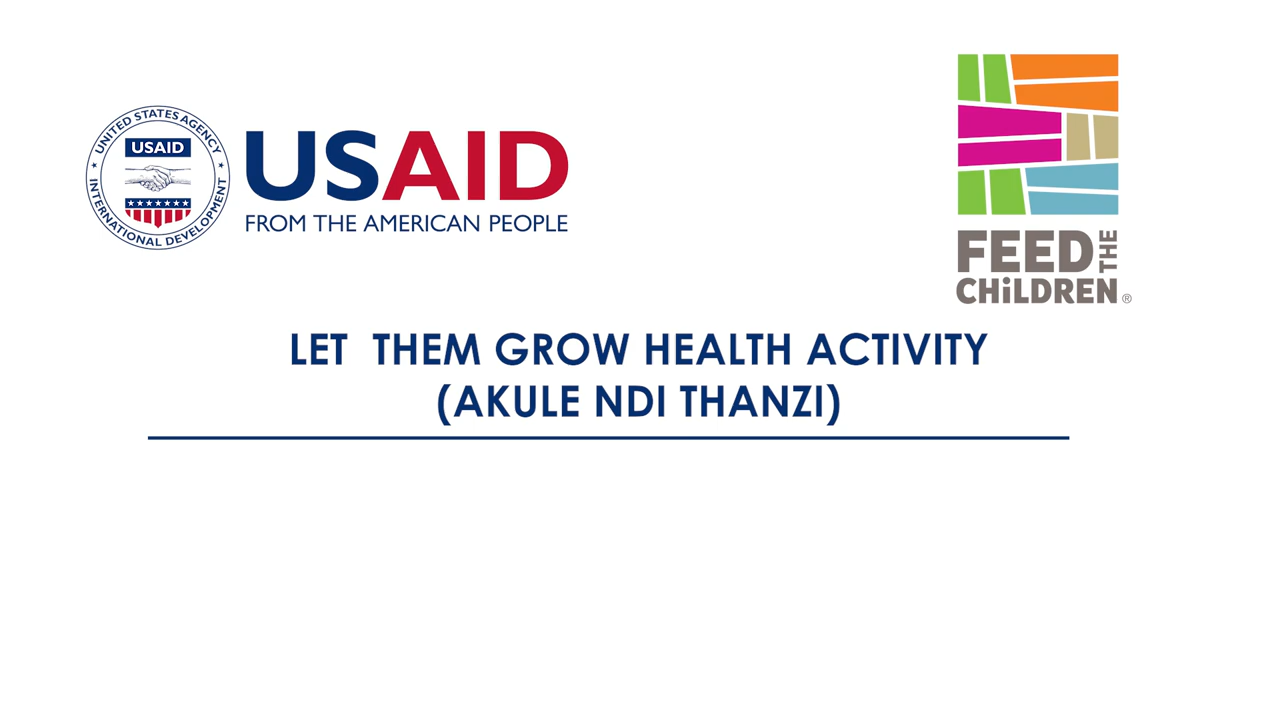 UNITED STATES AGENCY
INTERNATIONAL DEVELOPMENT
USAID
USAID
FROM THE AMERICAN PEOPLE
FEED THE
CHiLDREN®
LET  THEM GROW HEALTH ACTIVITY
(AKULE NDI THANZI)